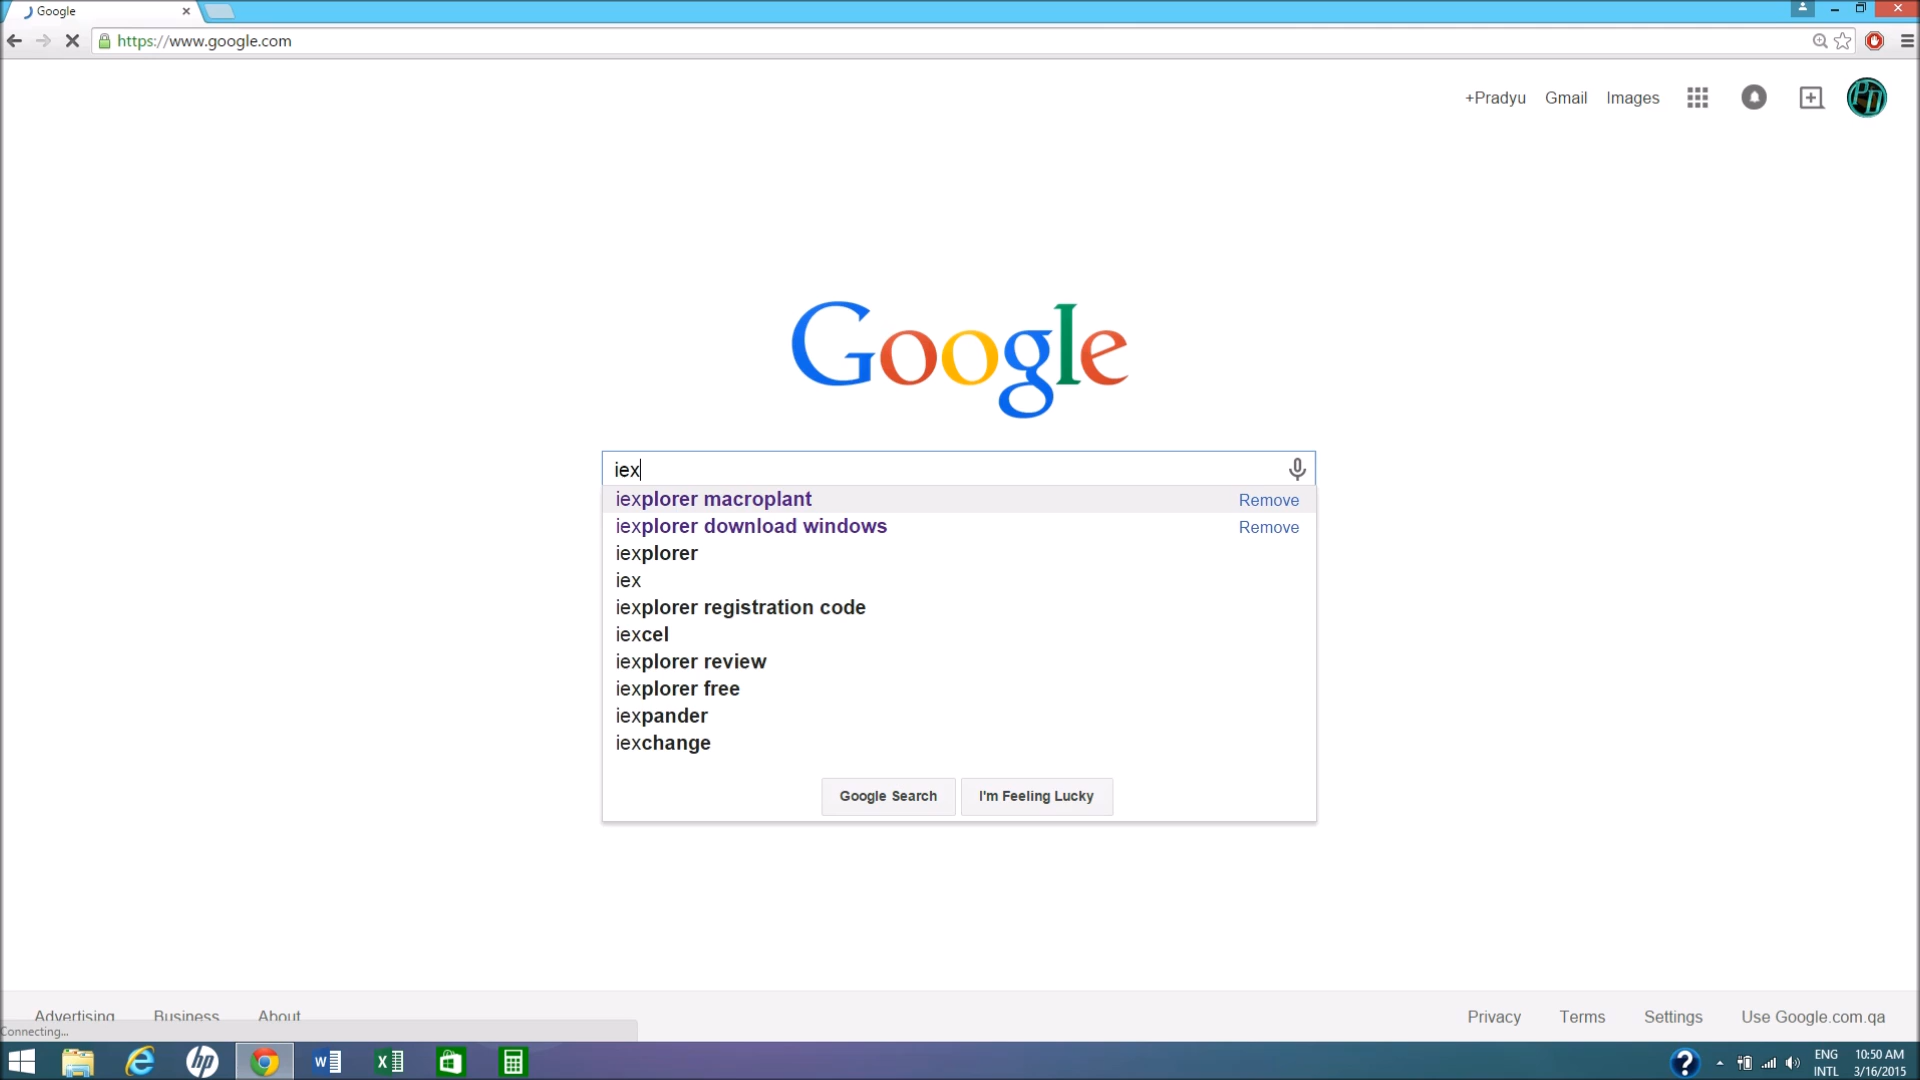 Google
https://www.google.com
+Pradyu Gmail Images
PD
Google
iex
iexplorer macroplant Remove
iexplorer download windows Remove
iexplorer
iex
iexplorer registration code
iexcel
iexplorer review
iexplorer free
iexpander
iexchange
Google Search I'm Feeling Lucky
Advertising Business About Privacy Terms Settings Use Google.com.qa
Connecting...
ENG 10:50 AM
INTL 3/16/2015